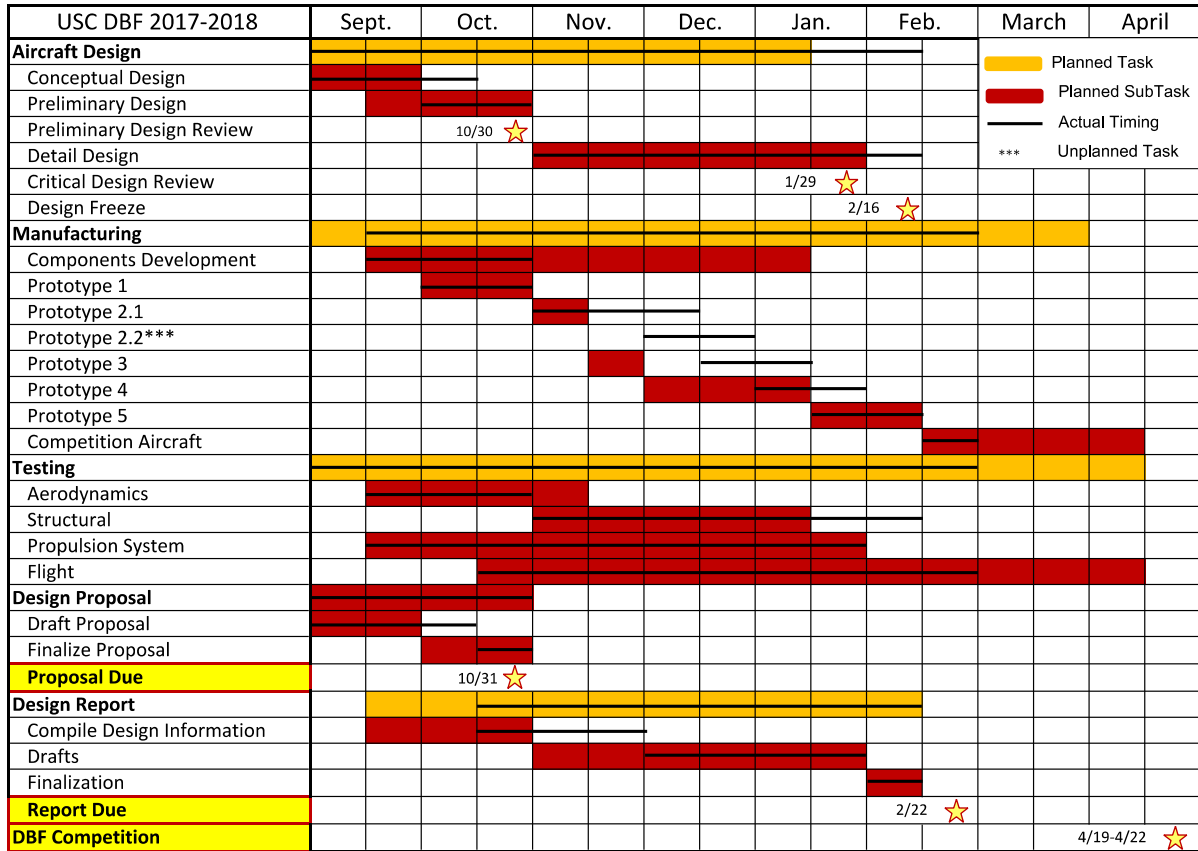 USC DBF 2017-2018 Sept. Oct. Nov. Dec. Jan. Feb. March April
Aircraft Design
Planned Task
Conceptual Design
Planned SubTask
Preliminary Design
Actual Timing
Preliminary Design Review 10/30
*** Unplanned Task
Detail Design
Critical Design Review 1/29
Design Freeze 2/16
Manufacturing
Components Development
Prototype 1
Prototype 2.1
Prototype 2.2***
Prototype 3
Prototype 4
Prototype 5
Competition Aircraft
Testing
Aerodynamics
Structural
Propulsion System
Flight
Design Proposal
Draft Proposal
Finalize Proposal
Proposal Due 10/31
Design Report
Compile Design Information
Drafts
Finalization
Report Due 2/22
DBF Competition 4/19-4/22